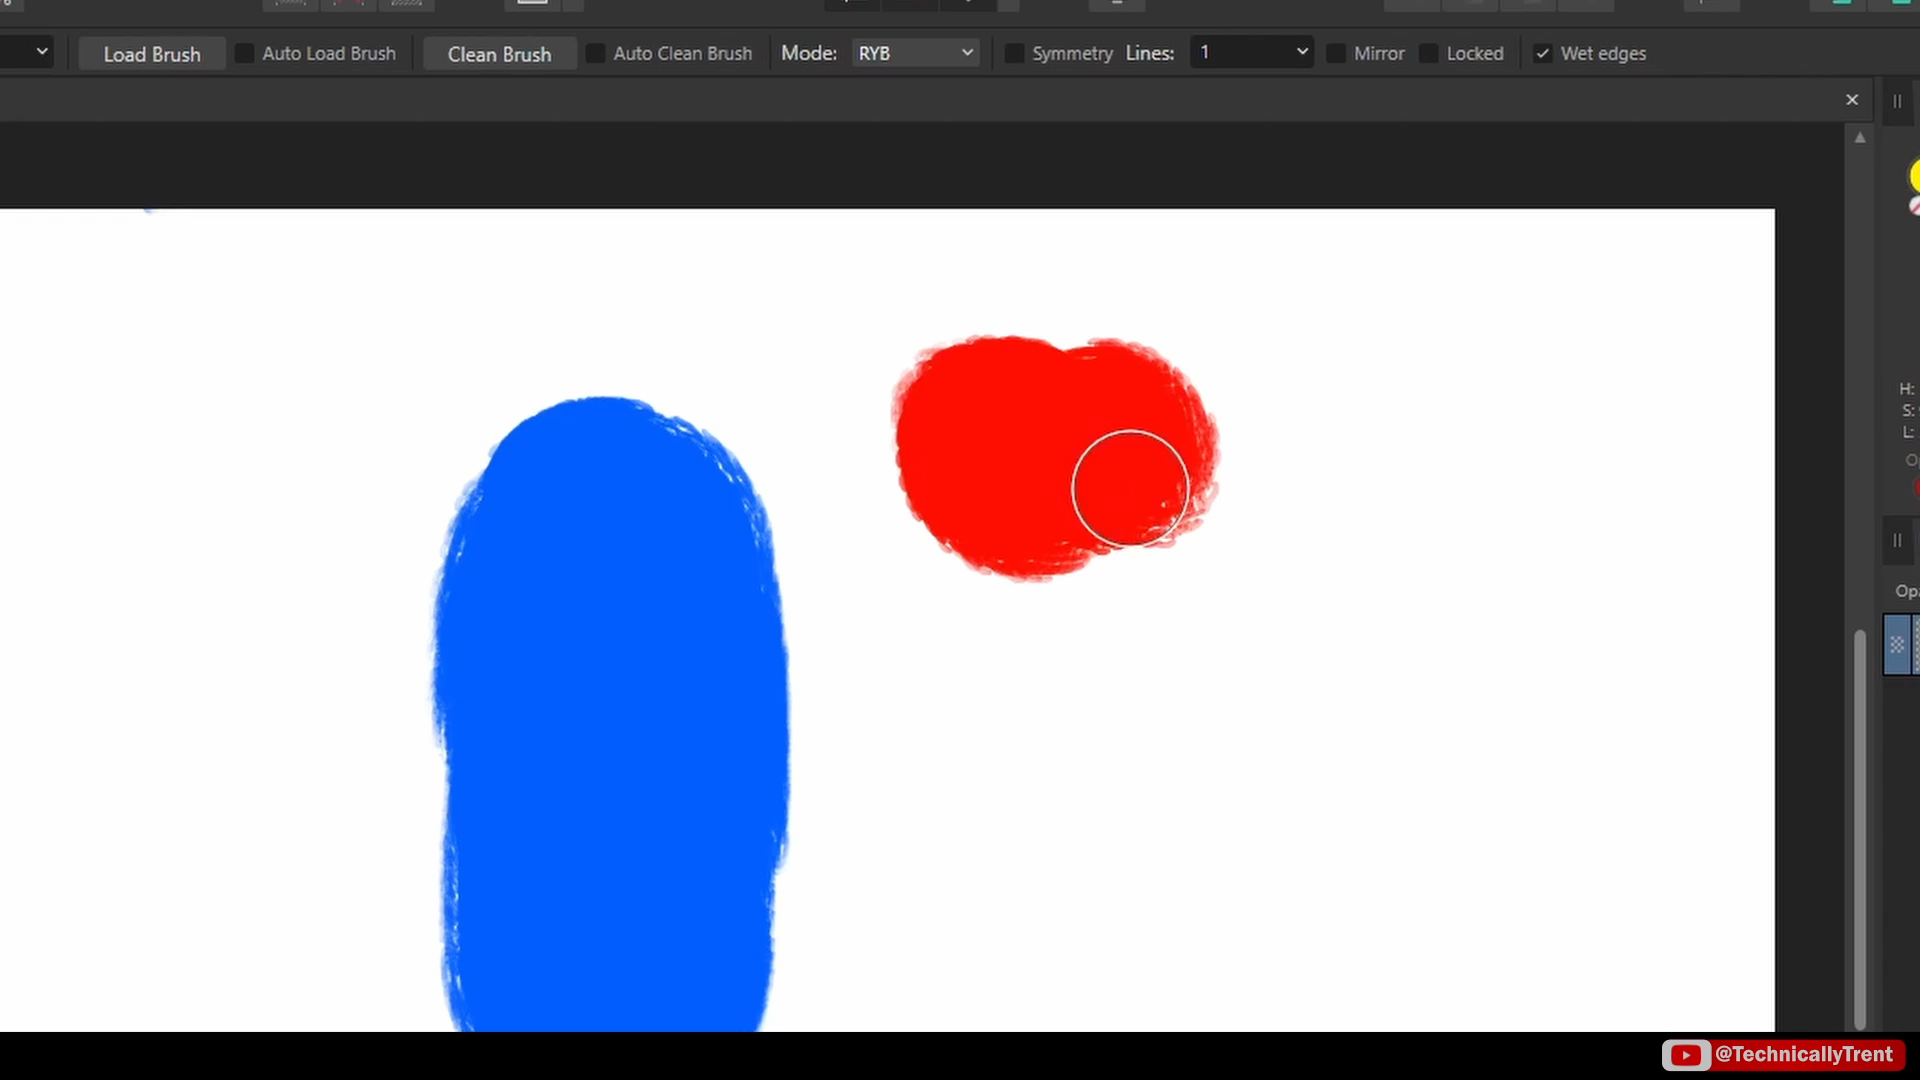 Load Brush Auto Load Brush Clean Brush Auto Clean Brush Mode: RYB Symmetry Lines: 1 Mirror Locked Wet edges
H:
S:
L:
@TechnicallyTrent